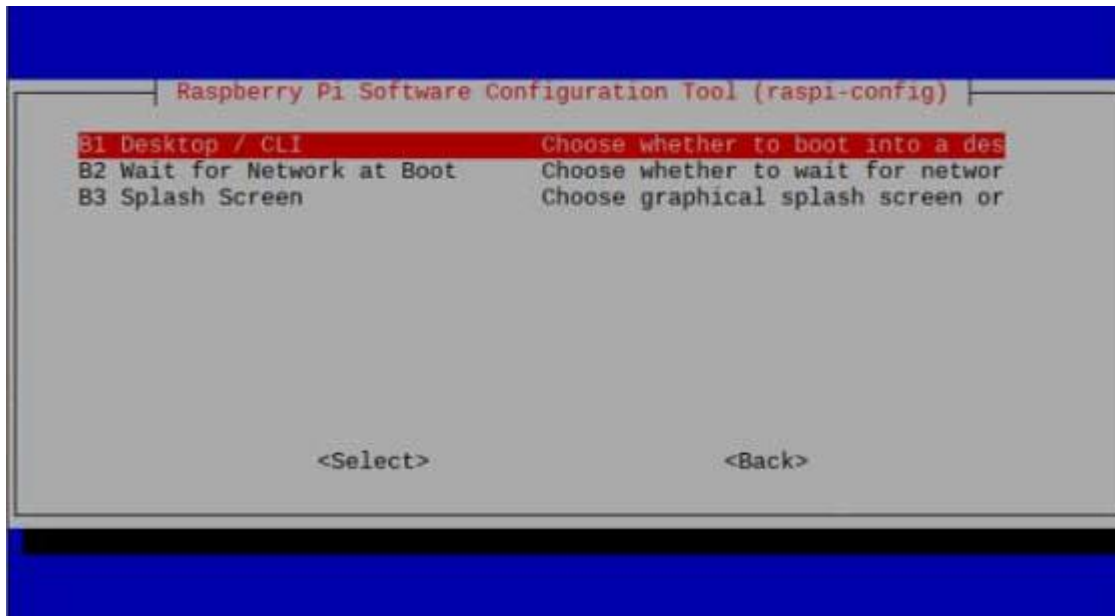 Raspberry Pi Software Configuration Tool (raspi-config)
B1 Desktop / CLI Choose whether to boot into a des
B2 Wait for Network at Boot Choose whether to wait for networ
B3 Splash Screen Choose graphical splash screen or
<Select> <Back>